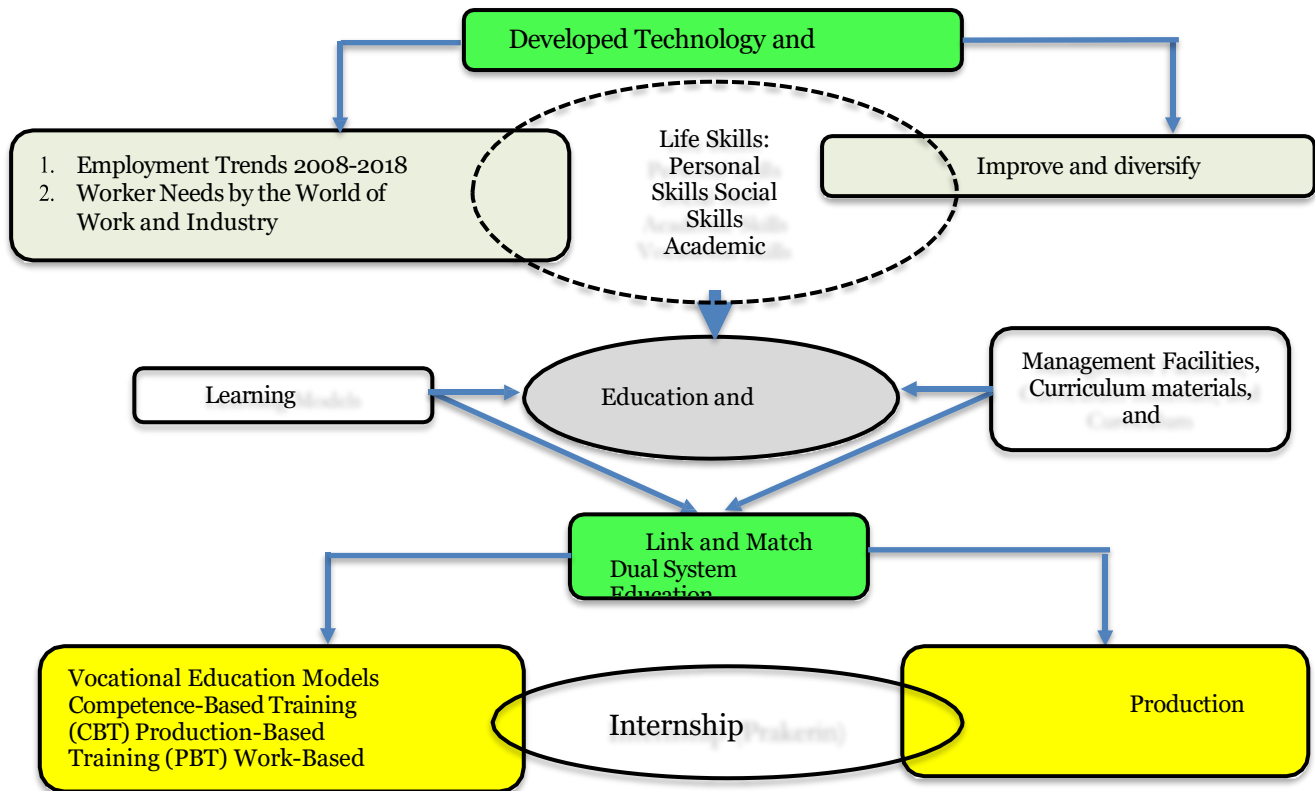 Developed Technology and
Life Skills:
Personal
Skills Social
Skills
Academic
1. Employment Trends 2008-2018
2. Worker Needs by the World of
Work and Industry
Improve and diversify
Learning
Education and
Management Facilities,
Curriculum materials,
and
Link and Match
Dual System
Education
Vocational Education Models
Competence-Based Training
(CBT) Production-Based
Training (PBT) Work-Based
Internship
Production